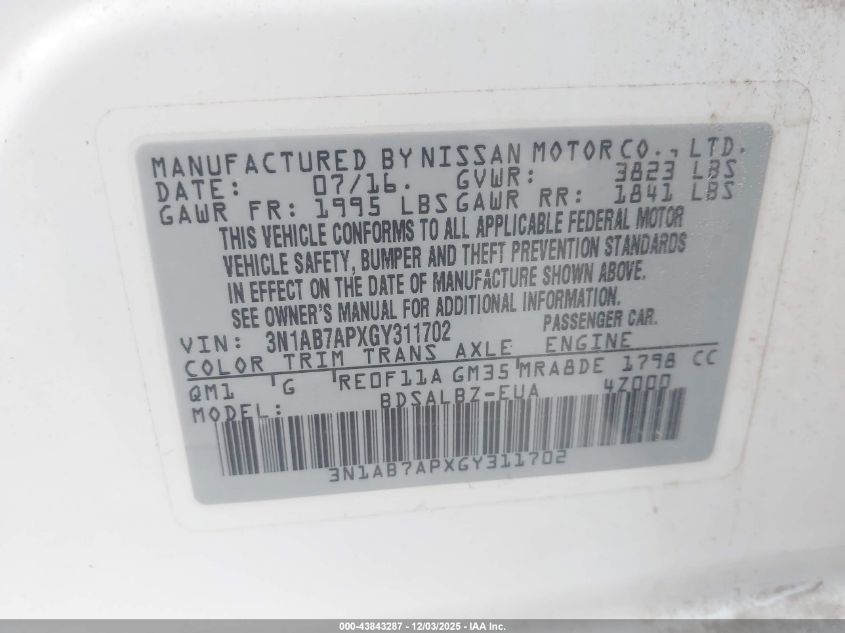 MANUFACTURED BY NISSAN MOTOR CO., LTD.
DATE: 07/16. GVWR: 3823 LBS
GAWR FR: 1995 LBS GAWR RR: 1841 LBS
THIS VEHICLE CONFORMS TO ALL APPLICABLE FEDERAL MOTOR
VEHICLE SAFETY, BUMPER AND THEFT PREVENTION STANDARDS
IN EFFECT ON THE DATE OF MANUFACTURE SHOWN ABOVE.
SEE OWNER'S MANUAL FOR ADDITIONAL INFORMATION.
VIN: 3N1AB7APXGY311702 PASSENGER CAR.
COLOR TRIM TRANS AXLE ENGINE
QM1 G RE0F11A GM35 MRA8DE 1798 CC
MODEL: BDSALBZ-EUA 4Z000
3N1AB7APXGY311702
000-43843287 - 12/03/2025 - IAA Inc.